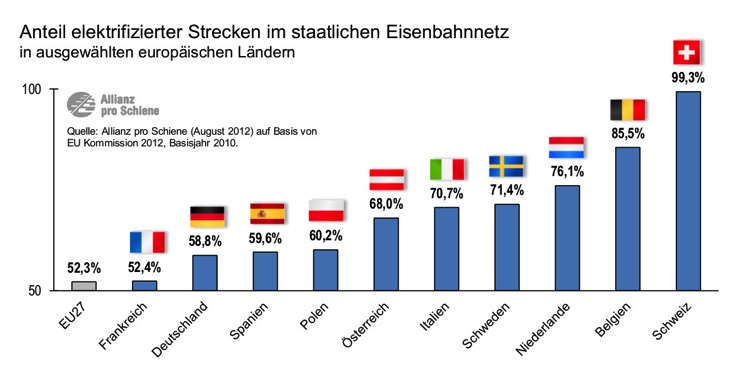 Anteil elektrifizierter Strecken im staatlichen Eisenbahnnetz
in ausgewählten europäischen Ländern
100
Allianz
pro Schiene
Quelle: Allianz pro Schiene (August 2012) auf Basis von
EU Kommission 2012, Basisjahr 2010.
99,3%
85,5%
76,1%
71,4%
70,7%
68,0%
60,2%
59,6%
58,8%
52,4%
52,3%
50
EU27
Frankreich
Deutschland
Spanien
Polen
Österreich
Italien
Schweden
Niederlande
Belgien
Schweiz